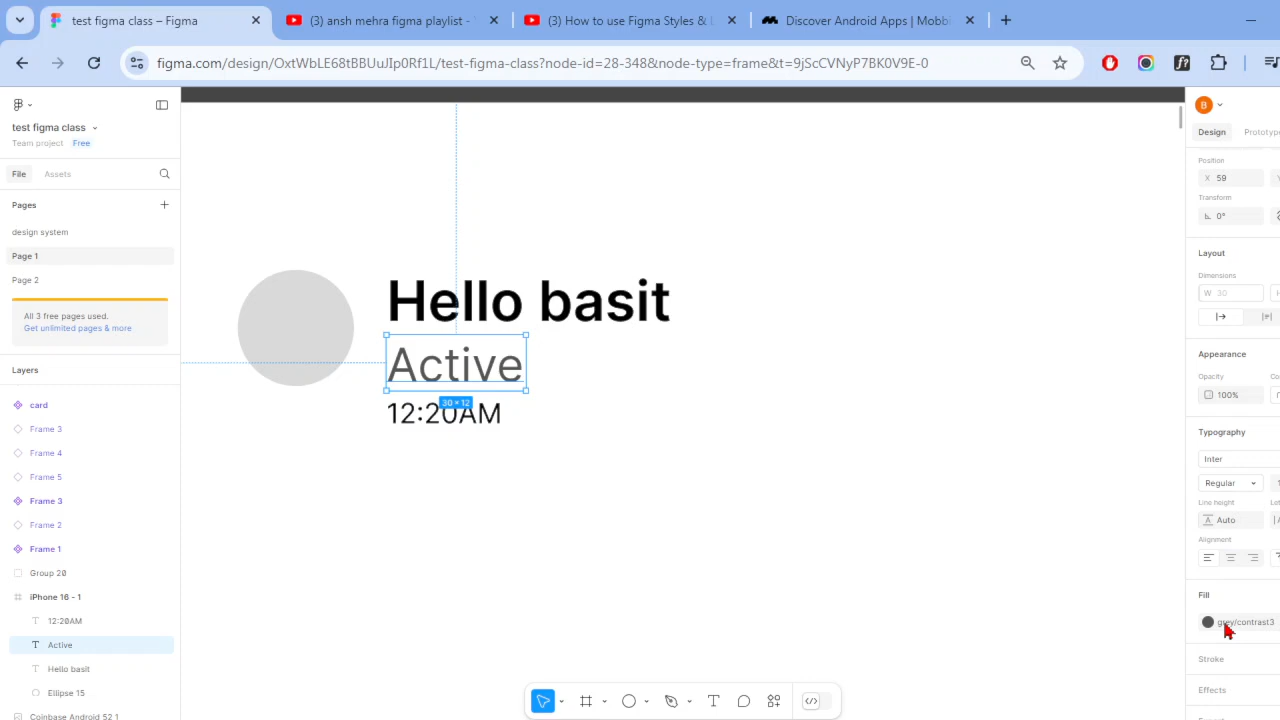 test figma class – Figma
(3) ansh mehra figma playlist -
(3) How to use Figma Styles &
Discover Android Apps | Mobbi
figma.com/design/OxtWbLE68tBBUuJIp0Rf1L/test-figma-class?node-id=28-348&node-type=frame&t=9jScCVNyP7BK0V9E-0
test figma class
Team project Free
File Assets
Pages
design system
Page 1
Page 2
All 3 free pages used.
Get unlimited pages & more
Layers
card
Frame 3
Frame 4
Frame 5
Frame 3
Frame 2
Frame 1
Group 20
iPhone 16 - 1
12:20AM
Active
Hello basit
Ellipse 15
Coinbase Android 52 1
Hello basit
Active
30 × 12
12:20AM
B
Design Prototype
Position
X 59
Transform
0°
Layout
Dimensions
W 30 H
Appearance
Opacity
100%
Typography
Inter
Regular
Line height
Auto
Alignment
Fill
grey/contrast3
Stroke
Effects